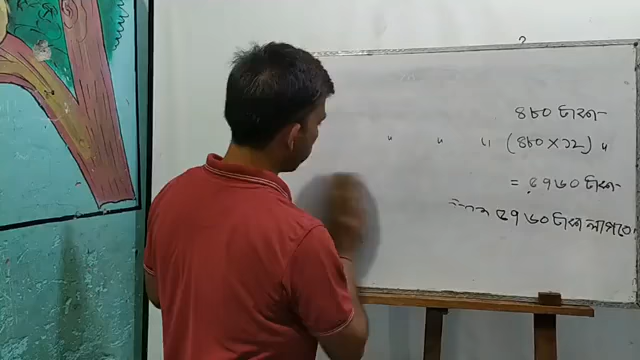 ৪৮০ টাকা
" " " (৪৮০×১২) "
= ৫৭৬০ টাকা
৫৭৬০ টাকা লাগবে।